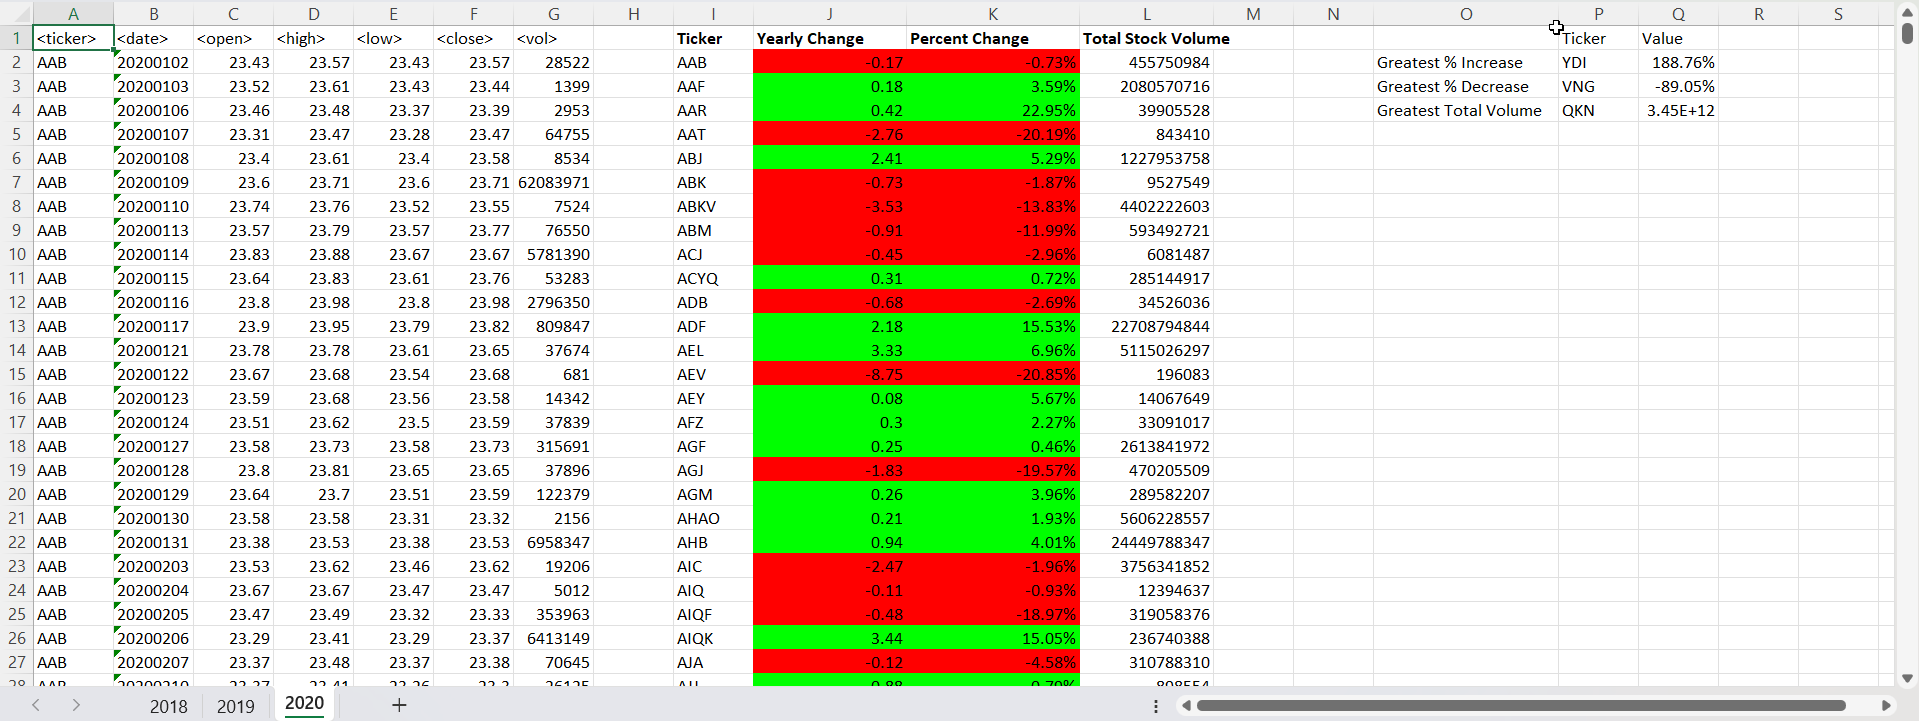 A B C D E F G H I J K L M N O P Q R S
1 <ticker> <date> <open> <high> <low> <close> <vol> Ticker Yearly Change Percent Change Total Stock Volume Ticker Value
2 AAB 20200102 23.43 23.57 23.43 23.57 28522 AAB -0.17 -0.73% 455750984 Greatest % Increase YDI 188.76%
3 AAB 20200103 23.52 23.61 23.43 23.44 1399 AAF 0.18 3.59% 2080570716 Greatest % Decrease VNG -89.05%
4 AAB 20200106 23.46 23.48 23.37 23.39 2953 AAR 0.42 22.95% 39905528 Greatest Total Volume QKN 3.45E+12
5 AAB 20200107 23.31 23.47 23.28 23.47 64755 AAT -2.76 -20.19% 843410
6 AAB 20200108 23.4 23.61 23.4 23.58 8534 ABJ 2.41 5.29% 1227953758
7 AAB 20200109 23.6 23.71 23.6 23.71 62083971 ABK -0.73 -1.87% 9527549
8 AAB 20200110 23.74 23.76 23.52 23.55 7524 ABKV -3.53 -13.83% 4402222603
9 AAB 20200113 23.57 23.79 23.57 23.77 76550 ABM -0.91 -11.99% 593492721
10 AAB 20200114 23.83 23.88 23.67 23.67 5781390 ACJ -0.45 -2.96% 6081487
11 AAB 20200115 23.64 23.83 23.61 23.76 53283 ACYQ 0.31 0.72% 285144917
12 AAB 20200116 23.8 23.98 23.8 23.98 2796350 ADB -0.68 -2.69% 34526036
13 AAB 20200117 23.9 23.95 23.79 23.82 809847 ADF 2.18 15.53% 22708794844
14 AAB 20200121 23.78 23.78 23.61 23.65 37674 AEL 3.33 6.96% 5115026297
15 AAB 20200122 23.67 23.68 23.54 23.68 681 AEV -8.75 -20.85% 196083
16 AAB 20200123 23.59 23.68 23.56 23.58 14342 AEY 0.08 5.67% 14067649
17 AAB 20200124 23.51 23.62 23.5 23.59 37839 AFZ 0.3 2.27% 33091017
18 AAB 20200127 23.58 23.73 23.58 23.73 315691 AGF 0.25 0.46% 2613841972
19 AAB 20200128 23.8 23.81 23.65 23.65 37896 AGJ -1.83 -19.57% 470205509
20 AAB 20200129 23.64 23.7 23.51 23.59 122379 AGM 0.26 3.96% 289582207
21 AAB 20200130 23.58 23.58 23.31 23.32 2156 AHAO 0.21 1.93% 5606228557
22 AAB 20200131 23.38 23.53 23.38 23.53 6958347 AHB 0.94 4.01% 24449788347
23 AAB 20200203 23.53 23.62 23.46 23.62 19206 AIC -2.47 -1.96% 3756341852
24 AAB 20200204 23.67 23.67 23.47 23.47 5012 AIQ -0.11 -0.93% 12394637
25 AAB 20200205 23.47 23.49 23.32 23.33 353963 AIQF -0.48 -18.97% 319058376
26 AAB 20200206 23.29 23.41 23.29 23.37 6413149 AIQK 3.44 15.05% 236740388
27 AAB 20200207 23.37 23.48 23.37 23.38 70645 AJA -0.12 -4.58% 310788310
28 AAB 20200210
2018 2019 2020